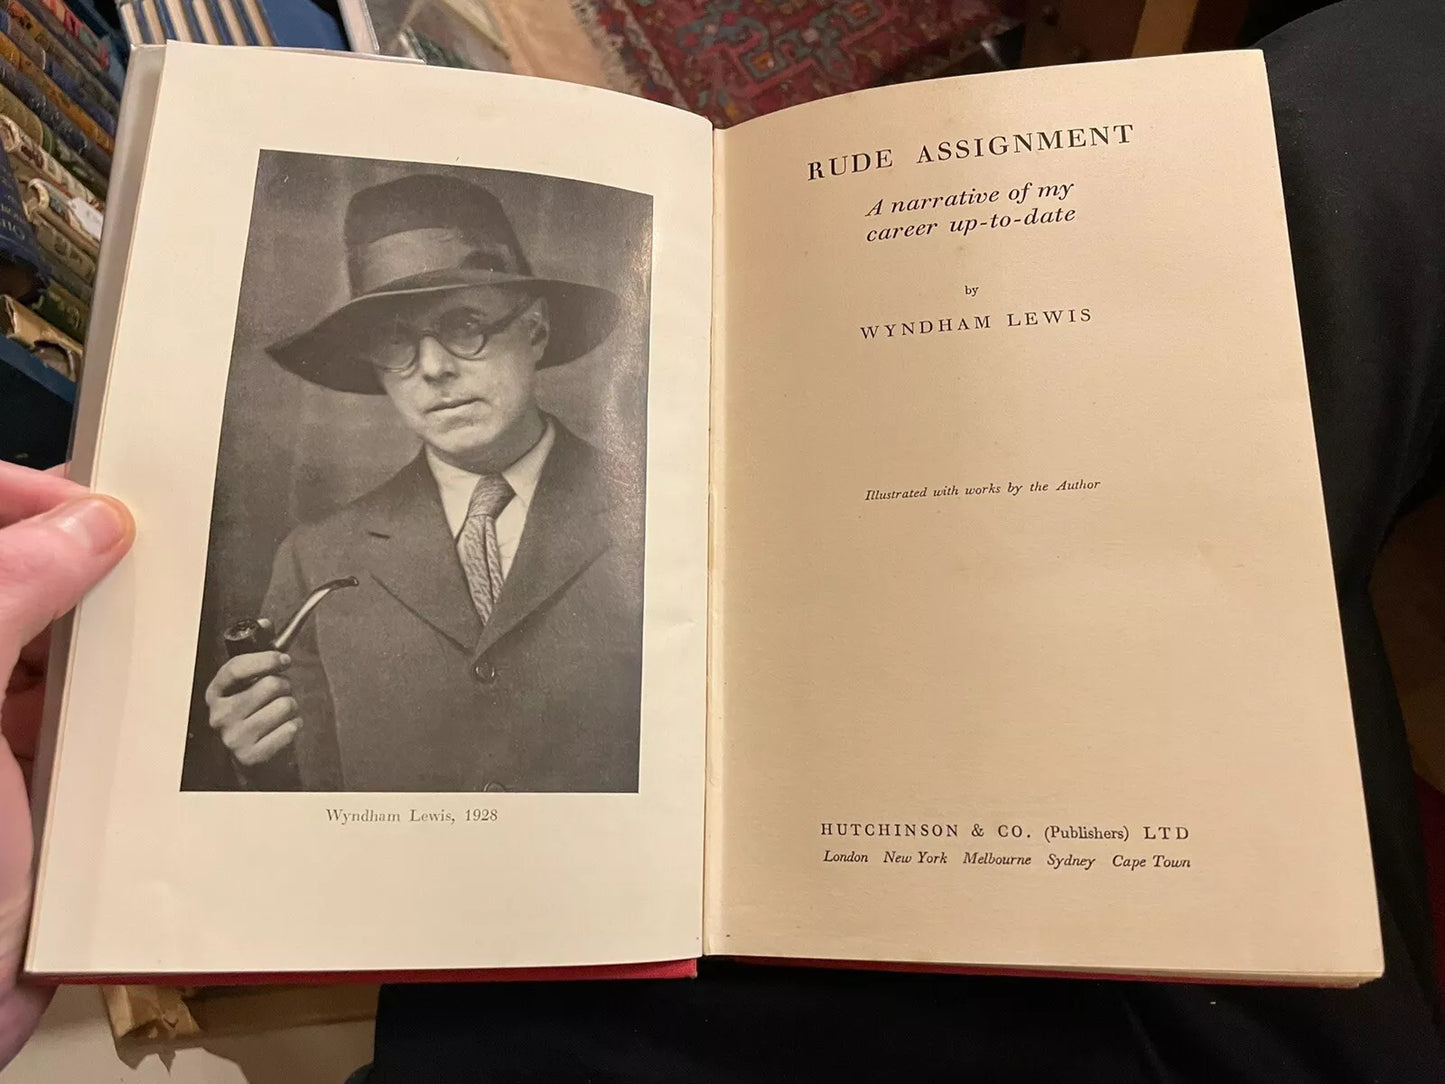 Wyndham Lewis, 1928
RUDE ASSIGNMENT
A narrative of my
career up-to-date
by
WYNDHAM LEWIS
Illustrated with works by the Author
HUTCHINSON & CO. (Publishers) LTD
London New York Melbourne Sydney Cape Town